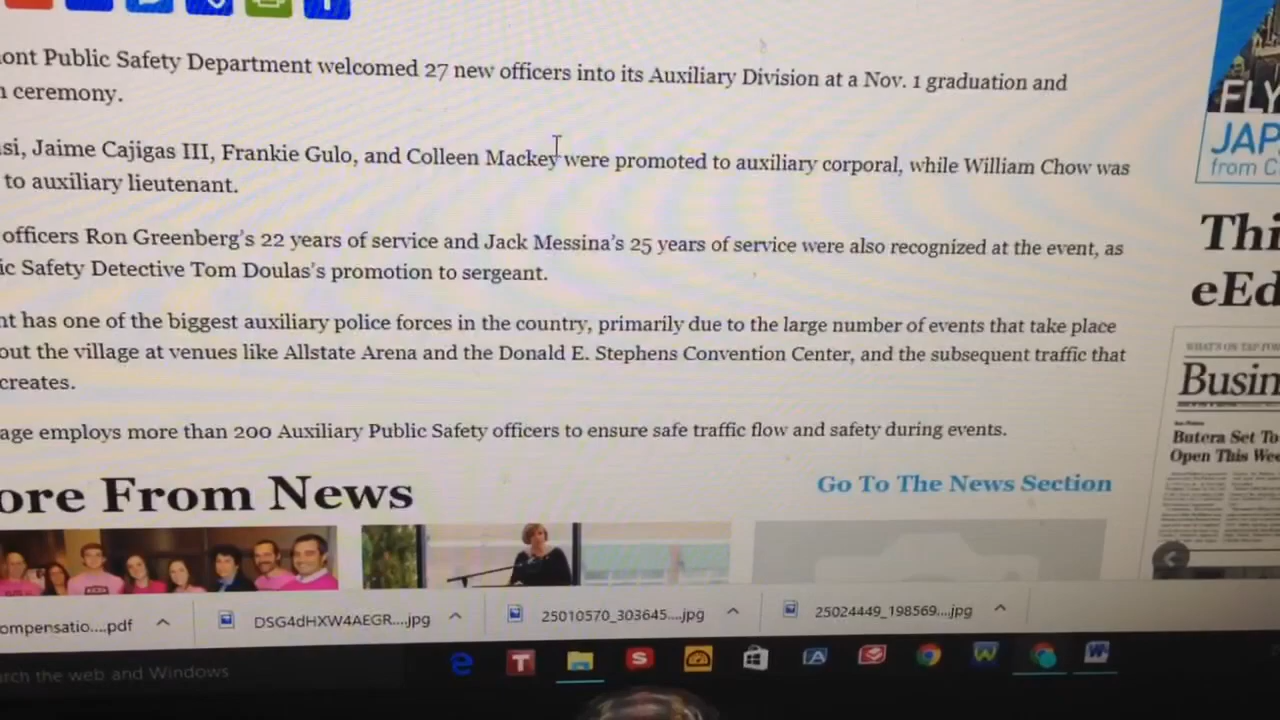 ont Public Safety Department welcomed 27 new officers into its Auxiliary Division at a Nov. 1 graduation and
n ceremony.
si, Jaime Cajigas III, Frankie Gulo, and Colleen Mackey were promoted to auxiliary corporal, while William Chow was
to auxiliary lieutenant.
officers Ron Greenberg's 22 years of service and Jack Messina's 25 years of service were also recognized at the event, as
ic Safety Detective Tom Doulas's promotion to sergeant.
nt has one of the biggest auxiliary police forces in the country, primarily due to the large number of events that take place
out the village at venues like Allstate Arena and the Donald E. Stephens Convention Center, and the subsequent traffic that
creates.
age employs more than 200 Auxiliary Public Safety officers to ensure safe traffic flow and safety during events.
ore From News
Go To The News Section
FLY
JAP
from C
Thi
eEd
WHAT'S ON TAP FOR
Busin
Butera Set To
Open This Wee
ompensatio....pdf
DSG4dHXW4AEGR....jpg
25010570_303645....jpg
25024449_198569....jpg
rch the web and Windows